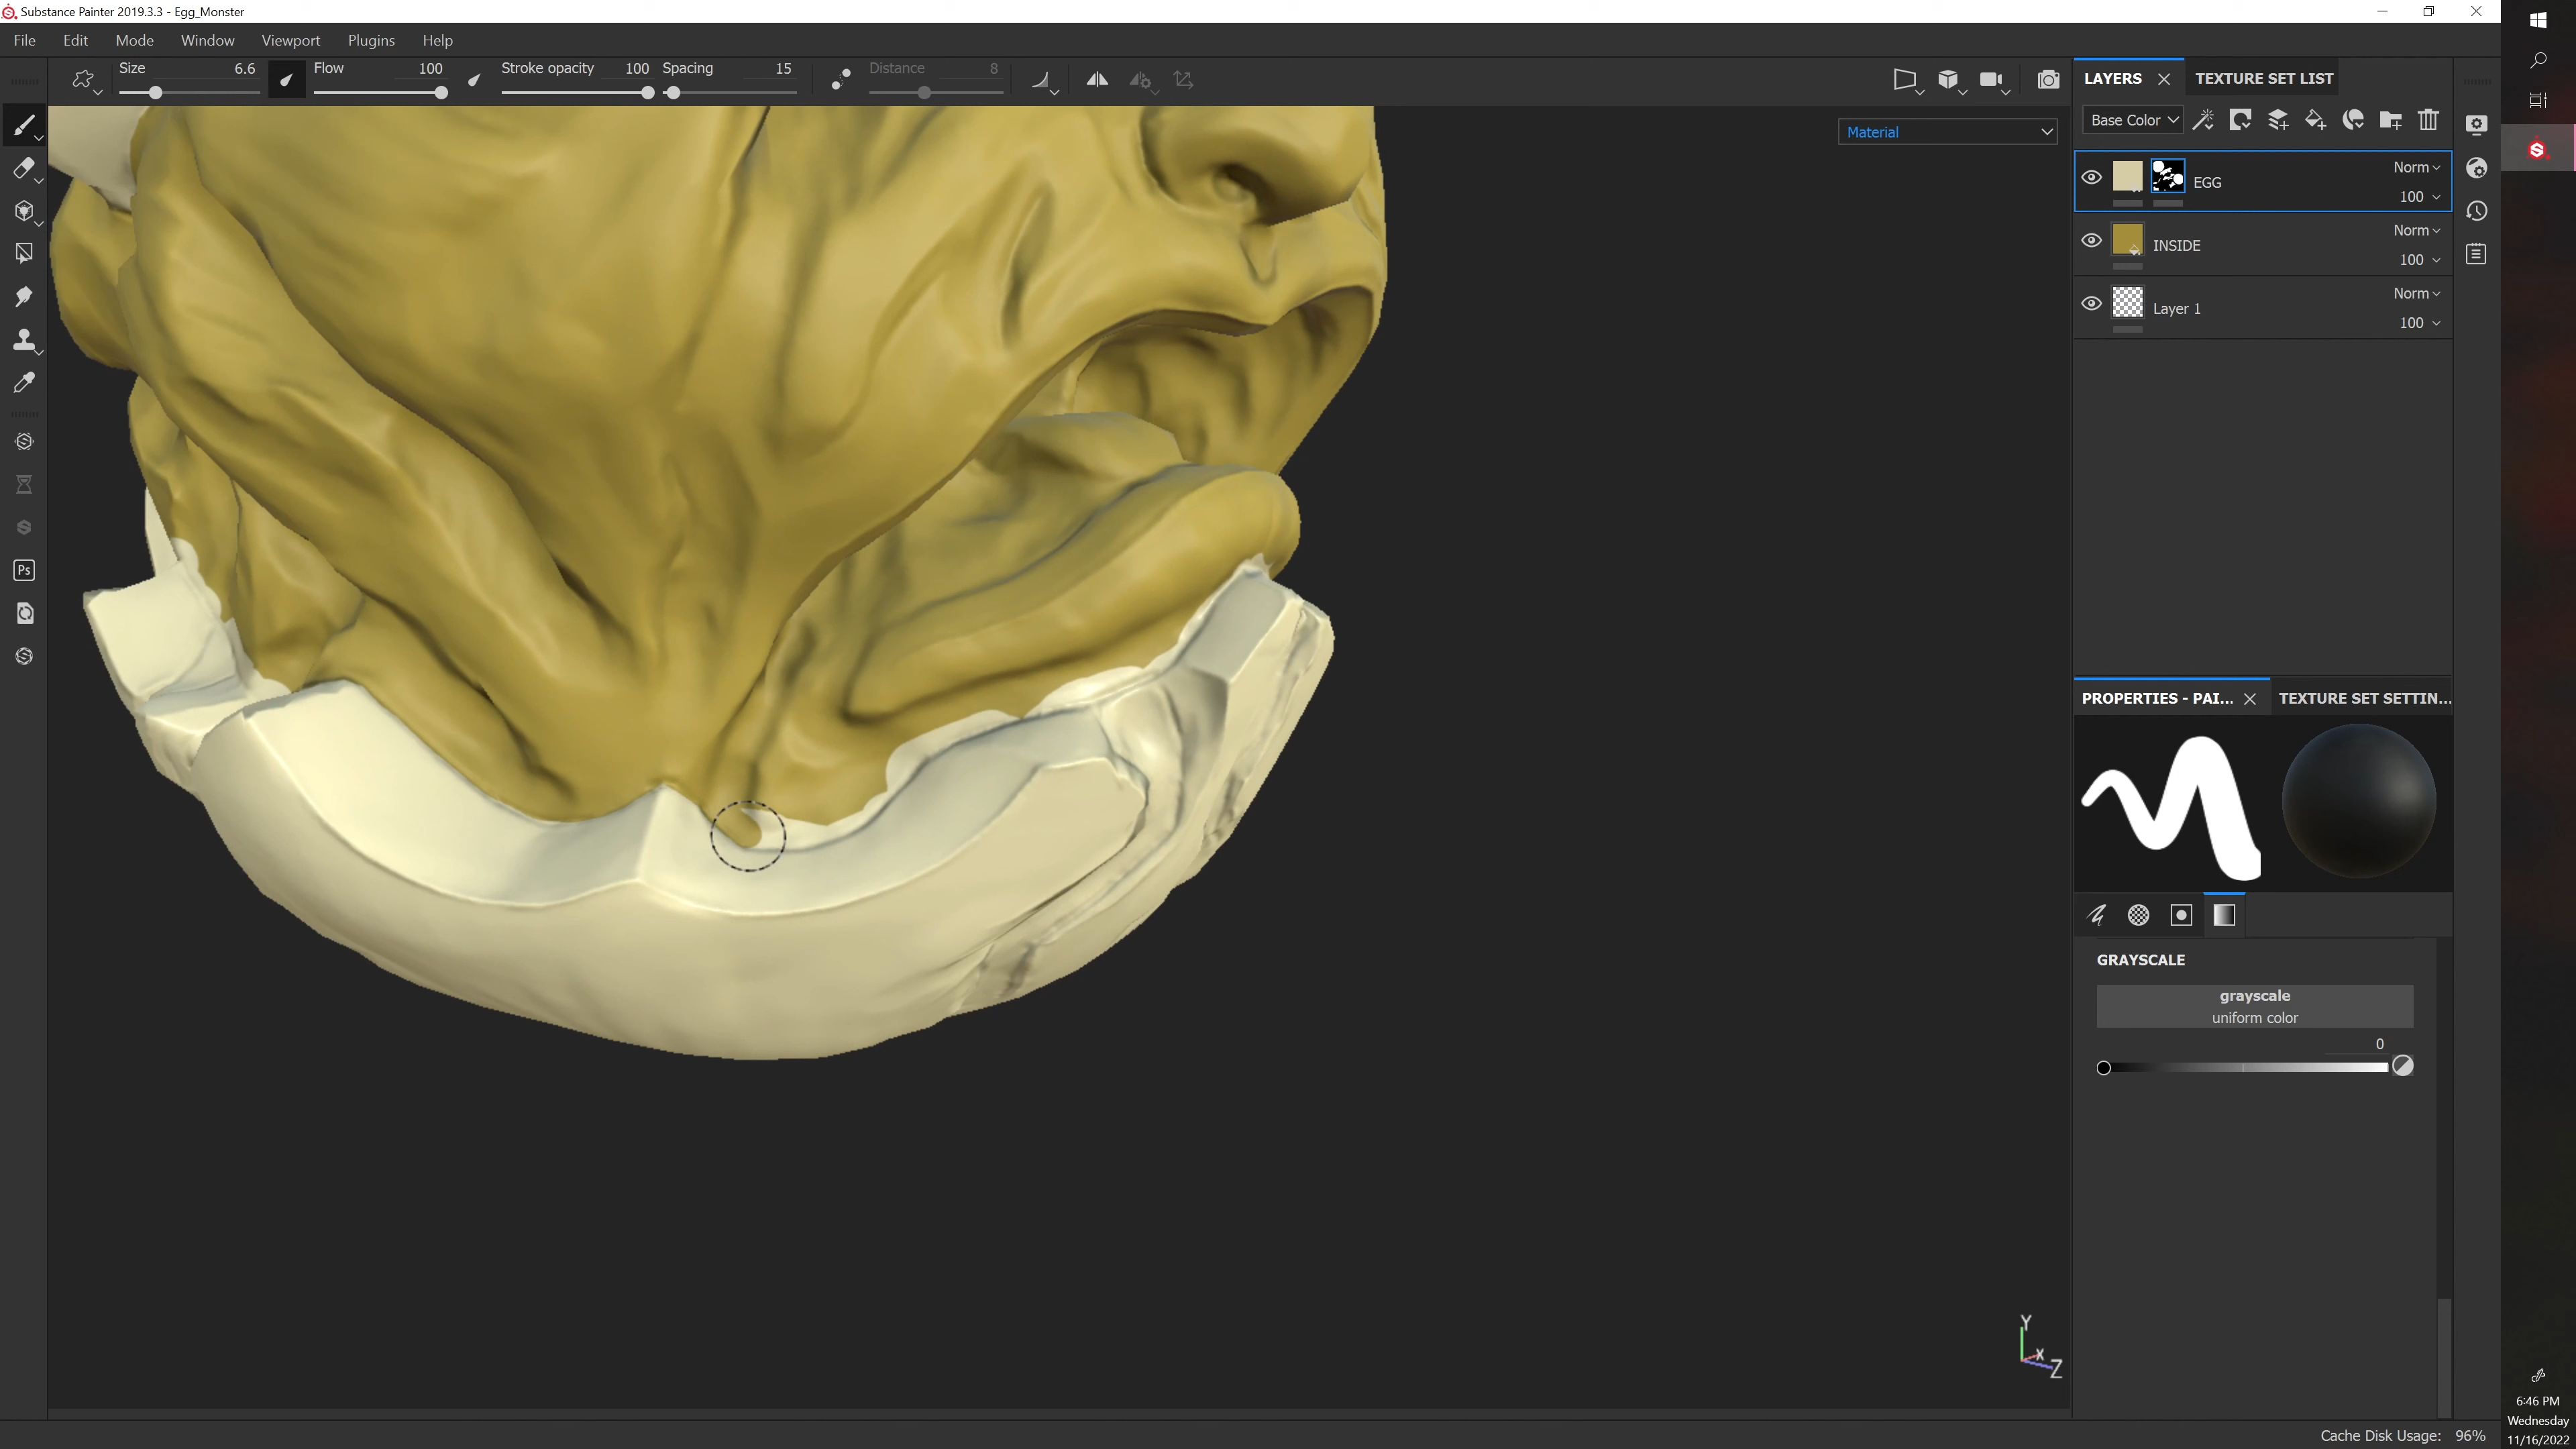 Substance Painter 2019.3.3 - Egg_Monster
File Edit Mode Window Viewport Plugins Help
Size 6.6 Flow 100 Stroke opacity 100 Spacing 15 Distance 8
Material
LAYERS TEXTURE SET LIST
Base Color
EGG Norm 100
INSIDE Norm 100
Layer 1 Norm 100
PROPERTIES - PAI... TEXTURE SET SETTIN...
GRAYSCALE
grayscale
uniform color
0
Ps
Y
X
Z
Cache Disk Usage: 96%
6:46 PM
Wednesday
11/16/2022